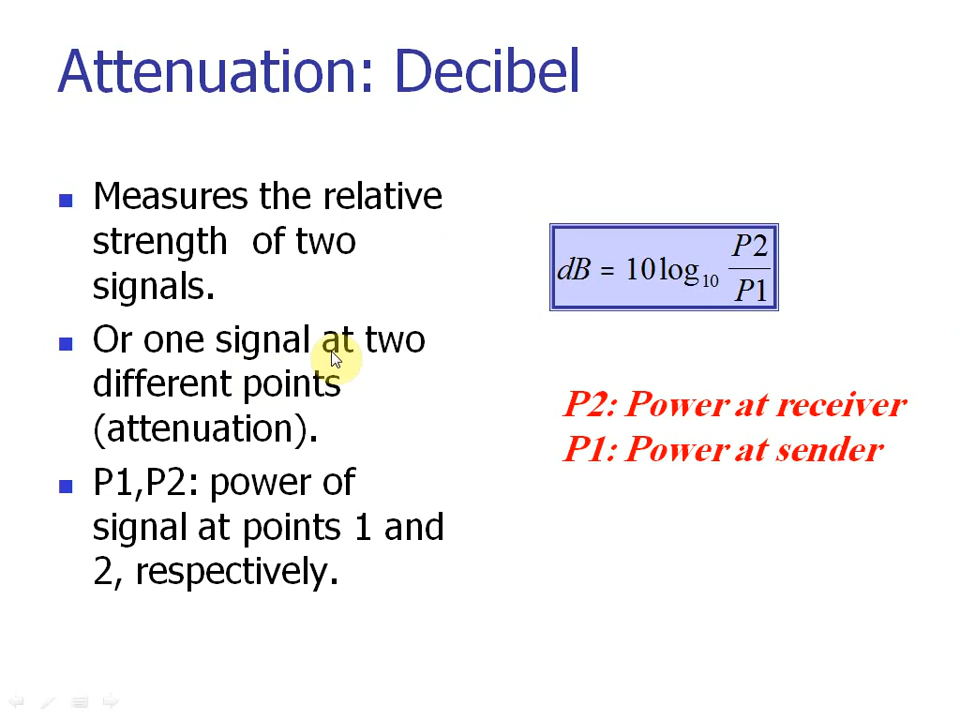 Attenuation: Decibel
Measures the relative
strength of two
signals.
Or one signal at two
different points
(attenuation).
P1,P2: power of
signal at points 1 and
2, respectively.
dB = 10 log₁₀ P2/P1
P2: Power at receiver
P1: Power at sender